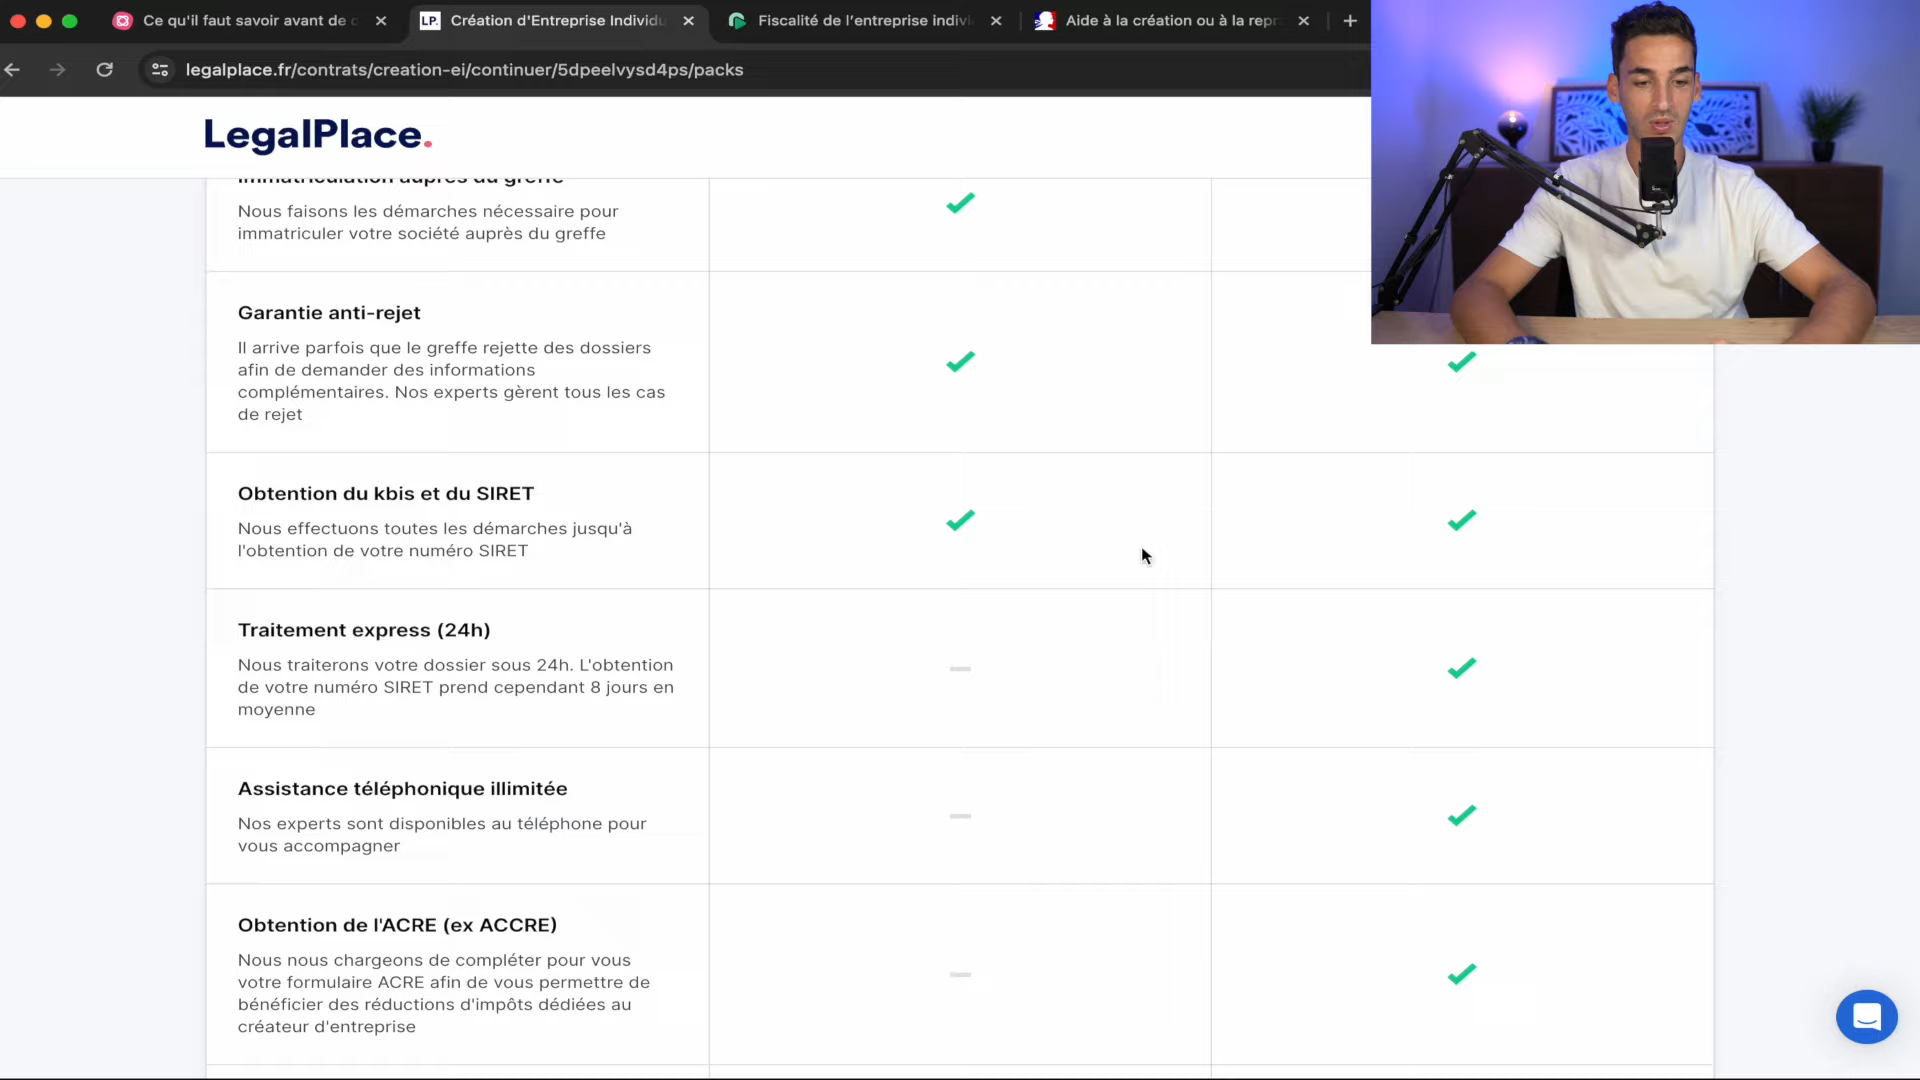 Ce qu'il faut savoir avant de
LP. Création d'Entreprise Individu
Fiscalité de l'entreprise indivi
Aide à la création ou à la repr
legalplace.fr/contrats/creation-ei/continuer/5dpeelvysd4ps/packs
LegalPlace.
Immatriculation auprès du greffe
Nous faisons les démarches nécessaire pour
immatriculer votre société auprès du greffe
Garantie anti-rejet
Il arrive parfois que le greffe rejette des dossiers
afin de demander des informations
complémentaires. Nos experts gèrent tous les cas
de rejet
Obtention du kbis et du SIRET
Nous effectuons toutes les démarches jusqu'à
l'obtention de votre numéro SIRET
Traitement express (24h)
Nous traiterons votre dossier sous 24h. L'obtention
de votre numéro SIRET prend cependant 8 jours en
moyenne
Assistance téléphonique illimitée
Nos experts sont disponibles au téléphone pour
vous accompagner
Obtention de l'ACRE (ex ACCRE)
Nous nous chargeons de compléter pour vous
votre formulaire ACRE afin de vous permettre de
bénéficier des réductions d'impôts dédiées au
créateur d'entreprise